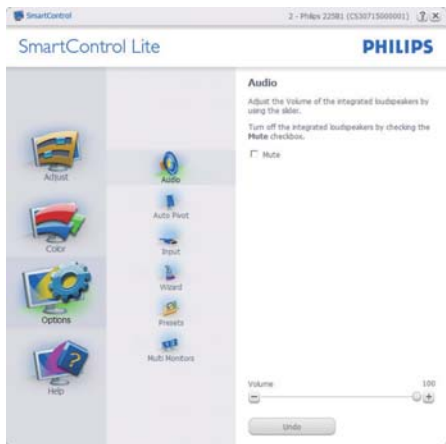 SmartControl
2 - Philips 225B1 (CS30715000001)
SmartControl Lite
PHILIPS
Adjust
Color
Options
Help
Audio
Auto Pivot
Input
Wizard
Presets
Multi Monitors
Audio
Adjust the Volume of the integrated loudspeakers by
using the slider.
Turn off the integrated loudspeakers by checking the
Mute checkbox.
Mute
Volume
100
Undo